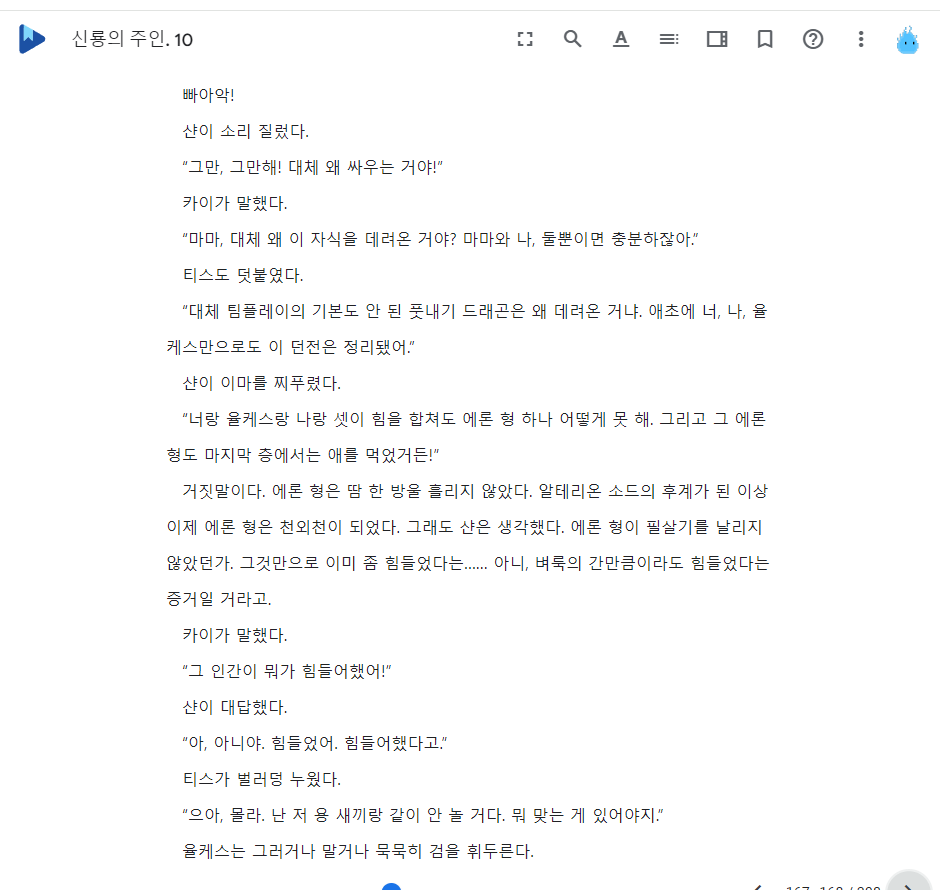 신룡의 주인. 10
빠아악!
샨이 소리 질렀다.
“그만, 그만해! 대체 왜 싸우는 거야!”
카이가 말했다.
“마마, 대체 왜 이 자식을 데려온 거야? 마마와 나, 둘뿐이면 충분하잖아.”
티스도 덧붙였다.
“대체 팀플레이의 기본도 안 된 풋내기 드래곤은 왜 데려온 거냐. 애초에 너, 나, 율
케스만으로도 이 던전은 정리됐어.”
샨이 이마를 찌푸렸다.
“너랑 율케스랑 나랑 셋이 힘을 합쳐도 에론 형 하나 어떻게 못 해. 그리고 그 에론
형도 마지막 층에서는 애를 먹었거든!”
거짓말이다. 에론 형은 땀 한 방울 흘리지 않았다. 알테리온 소드의 후계가 된 이상
이제 에론 형은 천외천이 되었다. 그래도 샨은 생각했다. 에론 형이 필살기를 날리지
않았던가. 그것만으로 이미 좀 힘들었다는…… 아니, 벼룩의 간만큼이라도 힘들었다는
증거일 거라고.
카이가 말했다.
“그 인간이 뭐가 힘들어했어!”
샨이 대답했다.
“아, 아니야. 힘들었어. 힘들어했다고.”
티스가 벌러덩 누웠다.
“으아, 몰라. 난 저 용 새끼랑 같이 안 놀 거다. 뭐 맞는 게 있어야지.”
율케스는 그러거나 말거나 묵묵히 검을 휘두른다.